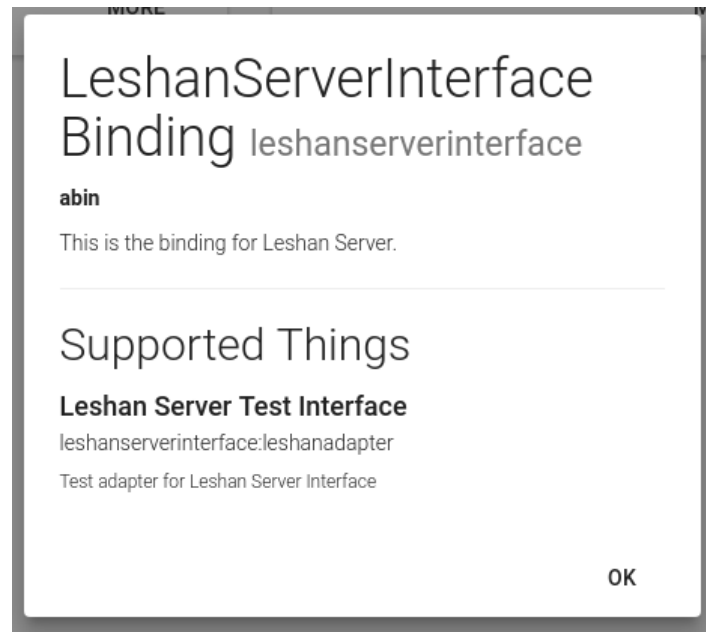 MORE
LeshanServerInterface
Binding leshanserverinterface
abin
This is the binding for Leshan Server.
Supported Things
Leshan Server Test Interface
leshanserverinterface:leshanadapter
Test adapter for Leshan Server Interface
OK